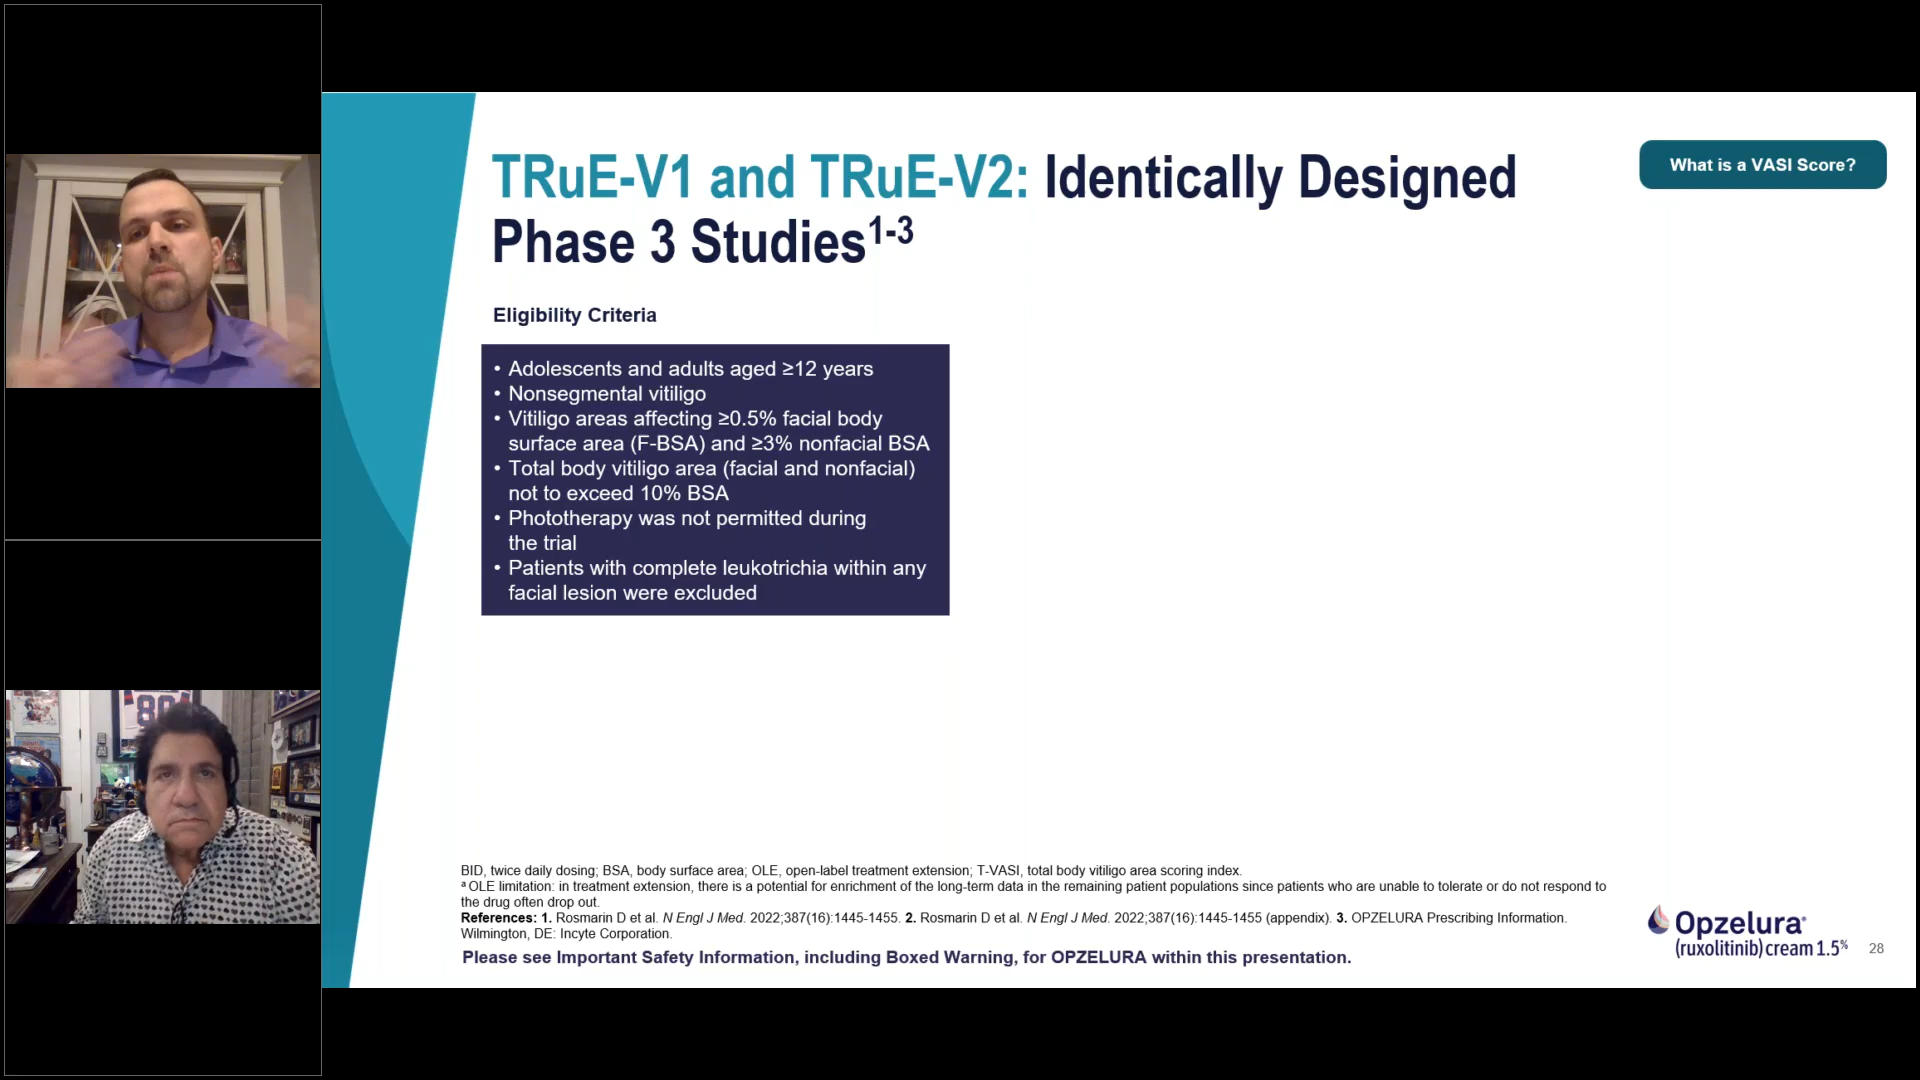 TRuE-V1 and TRuE-V2: Identically Designed
Phase 3 Studies1-3
What is a VASI Score?
Eligibility Criteria
• Adolescents and adults aged ≥12 years
• Nonsegmental vitiligo
• Vitiligo areas affecting ≥0.5% facial body
surface area (F-BSA) and ≥3% nonfacial BSA
• Total body vitiligo area (facial and nonfacial)
not to exceed 10% BSA
• Phototherapy was not permitted during
the trial
• Patients with complete leukotrichia within any
facial lesion were excluded
80
BID, twice daily dosing; BSA, body surface area; OLE, open-label treatment extension; T-VASI, total body vitiligo area scoring index.
a OLE limitation: in treatment extension, there is a potential for enrichment of the long-term data in the remaining patient populations since patients who are unable to tolerate or do not respond to
the drug often drop out.
References: 1. Rosmarin D et al. N Engl J Med. 2022;387(16):1445-1455. 2. Rosmarin D et al. N Engl J Med. 2022;387(16):1445-1455 (appendix). 3. OPZELURA Prescribing Information.
Wilmington, DE: Incyte Corporation.
Please see Important Safety Information, including Boxed Warning, for OPZELURA within this presentation.
Opzelura®
(ruxolitinib) cream 1.5%
28